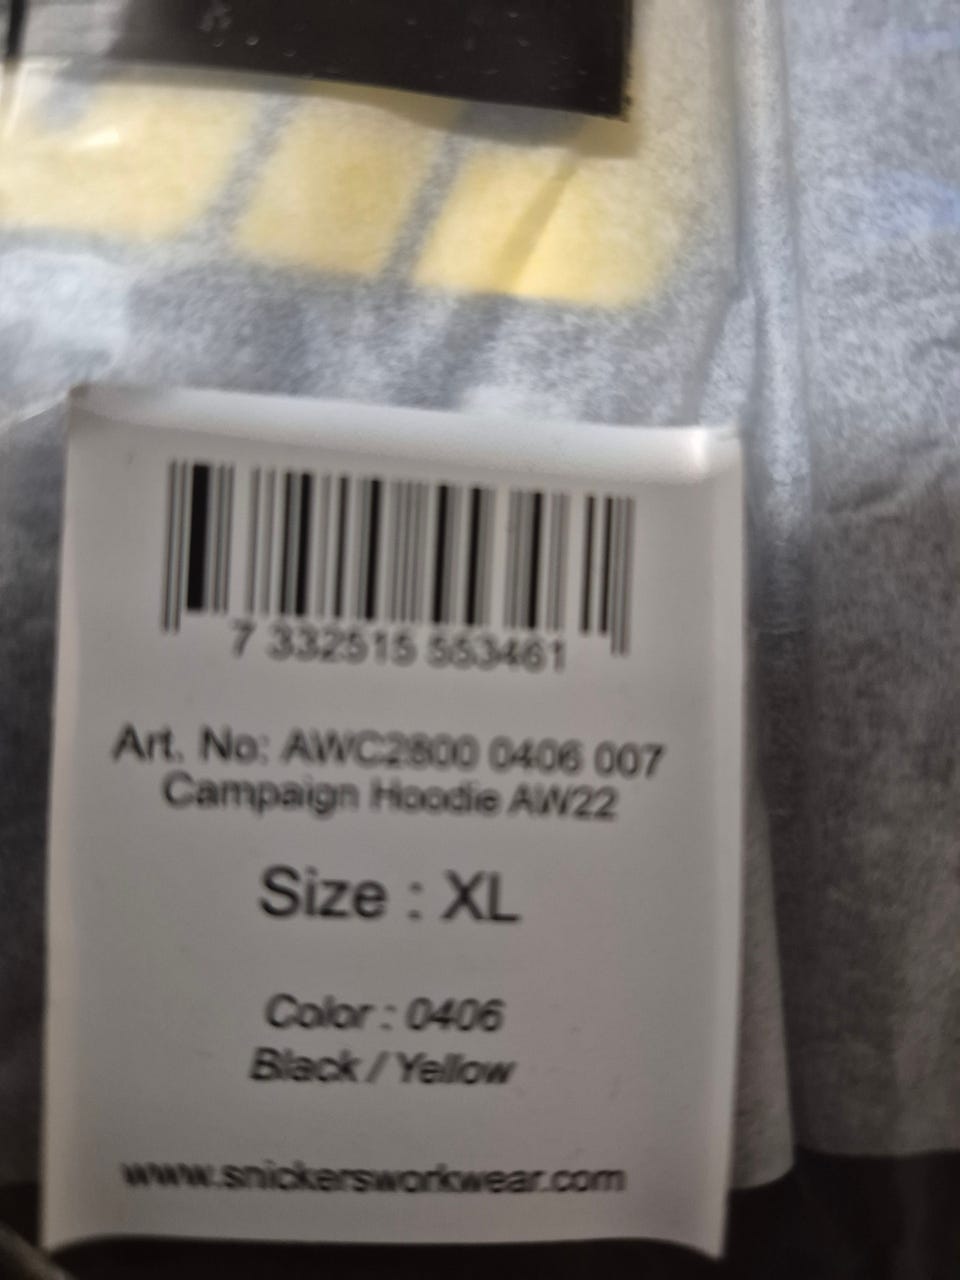 7 332515 553461
Art. No: AWC2800 0406 007
Campaign Hoodie AW22
Size : XL
Color : 0406
Black / Yellow
www.snickersworkwear.com